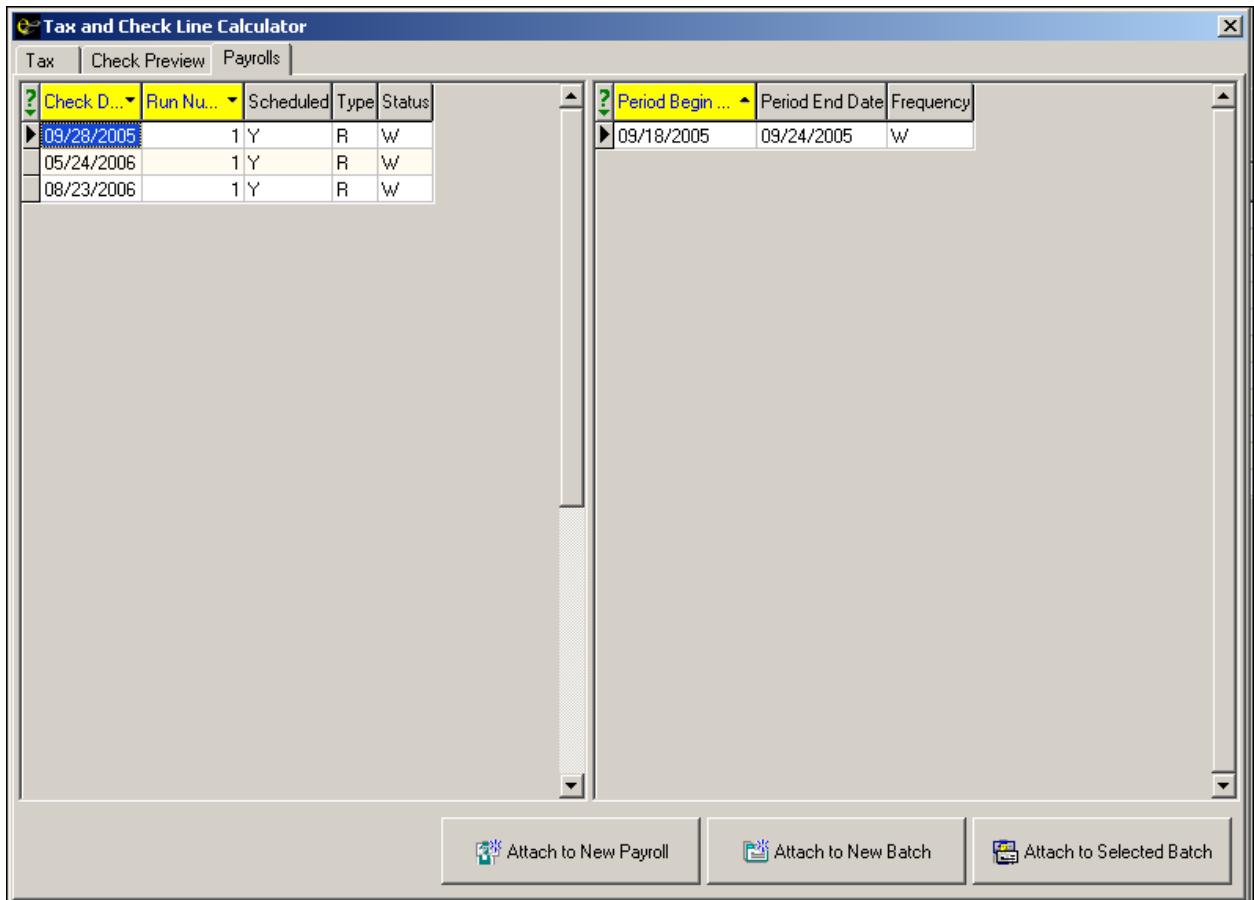 Tax and Check Line Calculator
Tax Check Preview Payrolls
? Check D... Run Nu... Scheduled Type Status
09/28/2005 1 Y R W
05/24/2006 1 Y R W
08/23/2006 1 Y R W
? Period Begin ... Period End Date Frequency
09/18/2005 09/24/2005 W
Attach to New Payroll Attach to New Batch Attach to Selected Batch